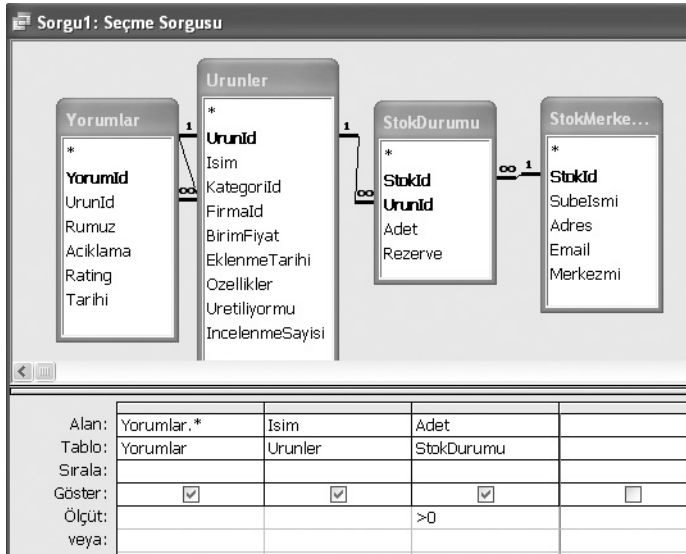 Sorgu1: Seçme Sorgusu
Yorumlar
*
YorumId
UrunId
Rumuz
Aciklama
Rating
Tarihi
1
∞
Urunler
*
UrunId
Isim
KategoriId
FirmaId
BirimFiyat
EklenmeTarihi
Ozellikler
Uretiliyormu
IncelenmeSayisi
1
∞
StokDurumu
*
StokId
UrunId
Adet
Rezerve
∞ 1
StokMerke...
*
StokId
SubeIsmi
Adres
Email
Merkezmi
Alan: Yorumlar.* Isim Adet
Tablo: Yorumlar Urunler StokDurumu
Sırala:
Göster:
Ölçüt: >0
veya: